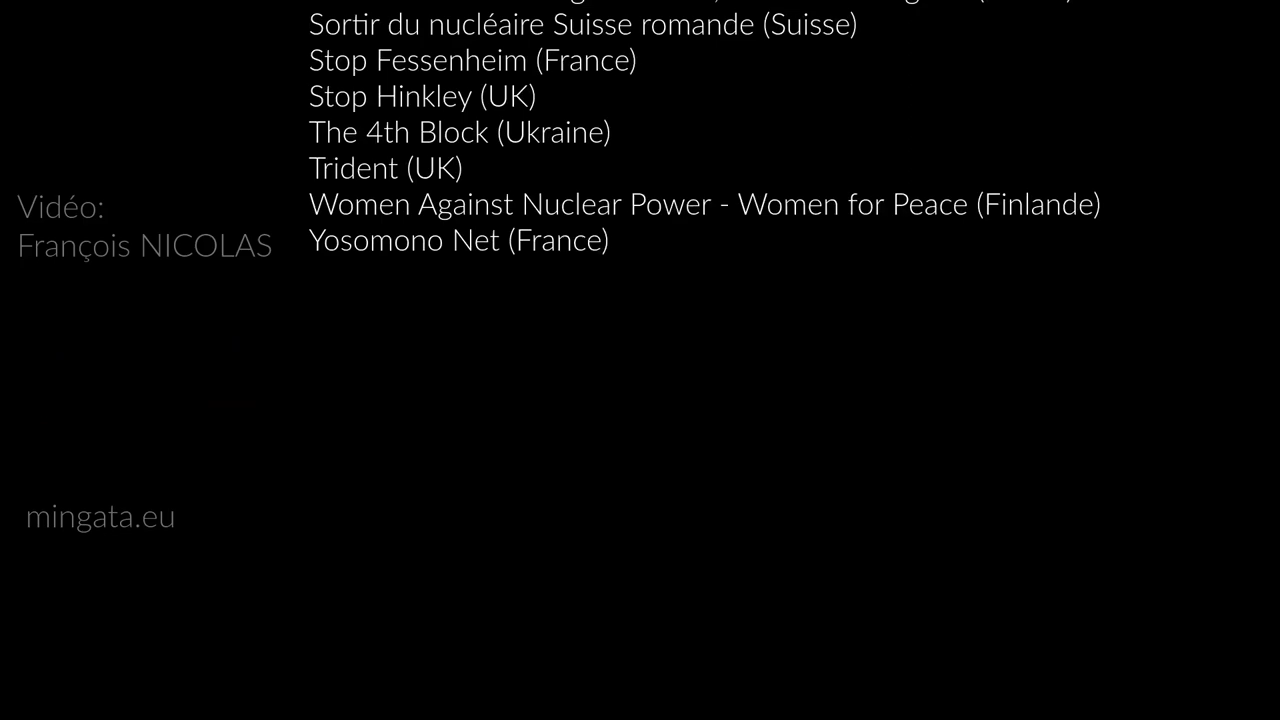 Sortir du nucléaire Suisse romande (Suisse)
Stop Fessenheim (France)
Stop Hinkley (UK)
The 4th Block (Ukraine)
Trident (UK)
Women Against Nuclear Power - Women for Peace (Finlande)
Yosomono Net (France)
Vidéo:
François NICOLAS
mingata.eu